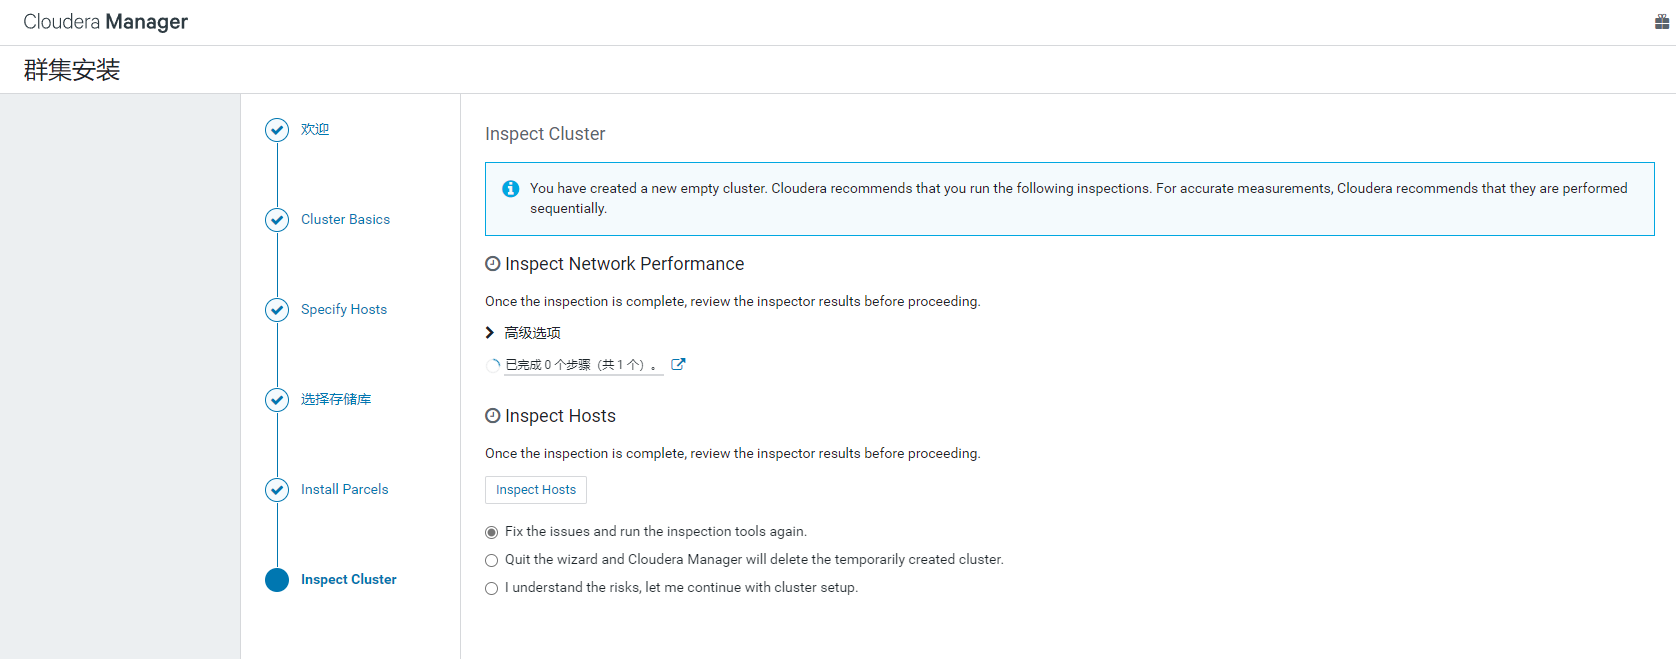 Cloudera Manager
群集安装
欢迎
Cluster Basics
Specify Hosts
选择存储库
Install Parcels
Inspect Cluster
Inspect Cluster
You have created a new empty cluster. Cloudera recommends that you run the following inspections. For accurate measurements, Cloudera recommends that they are performed
sequentially.
Inspect Network Performance
Once the inspection is complete, review the inspector results before proceeding.
高级选项
已完成 0 个步骤（共 1 个）。
Inspect Hosts
Once the inspection is complete, review the inspector results before proceeding.
Inspect Hosts
Fix the issues and run the inspection tools again.
Quit the wizard and Cloudera Manager will delete the temporarily created cluster.
I understand the risks, let me continue with cluster setup.